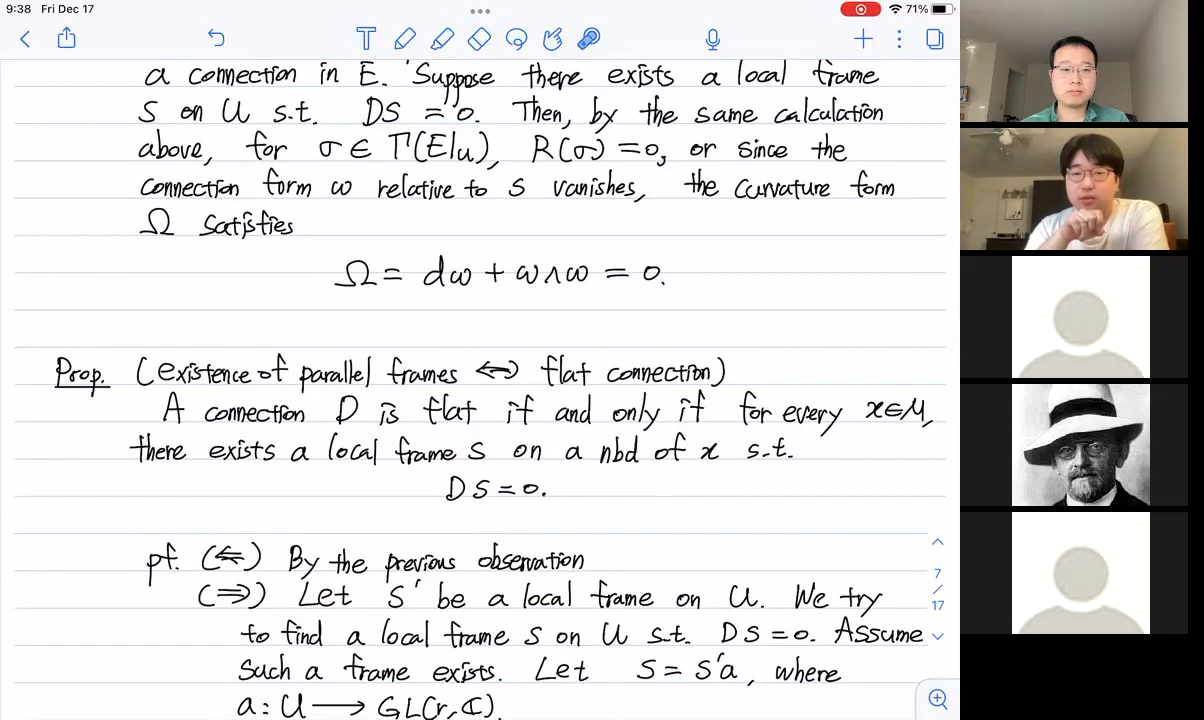 9:38 Fri Dec 17
71%
a connection in E. Suppose there exists a local frame
S on U s.t. DS = 0. Then, by the same calculation
above, for σ ∈ Γ(E|u), R(σ) = 0, or since the
connection form ω relative to s vanishes, the curvature form
Ω satisfies
Ω = dω + ω∧ω = 0.
Prop. (existence of parallel frames ⟺ flat connection)
A connection D is flat if and only if for every x∈M,
there exists a local frame s on a nbd of x s.t.
DS = 0.
pf. (⇐) By the previous observation
(⇒) Let S' be a local frame on U. We try
to find a local frame s on U s.t. DS = 0. Assume
Such a frame exists. Let S = S'a, where
a: U ⟶ GL(r, ℂ).
7
/
17